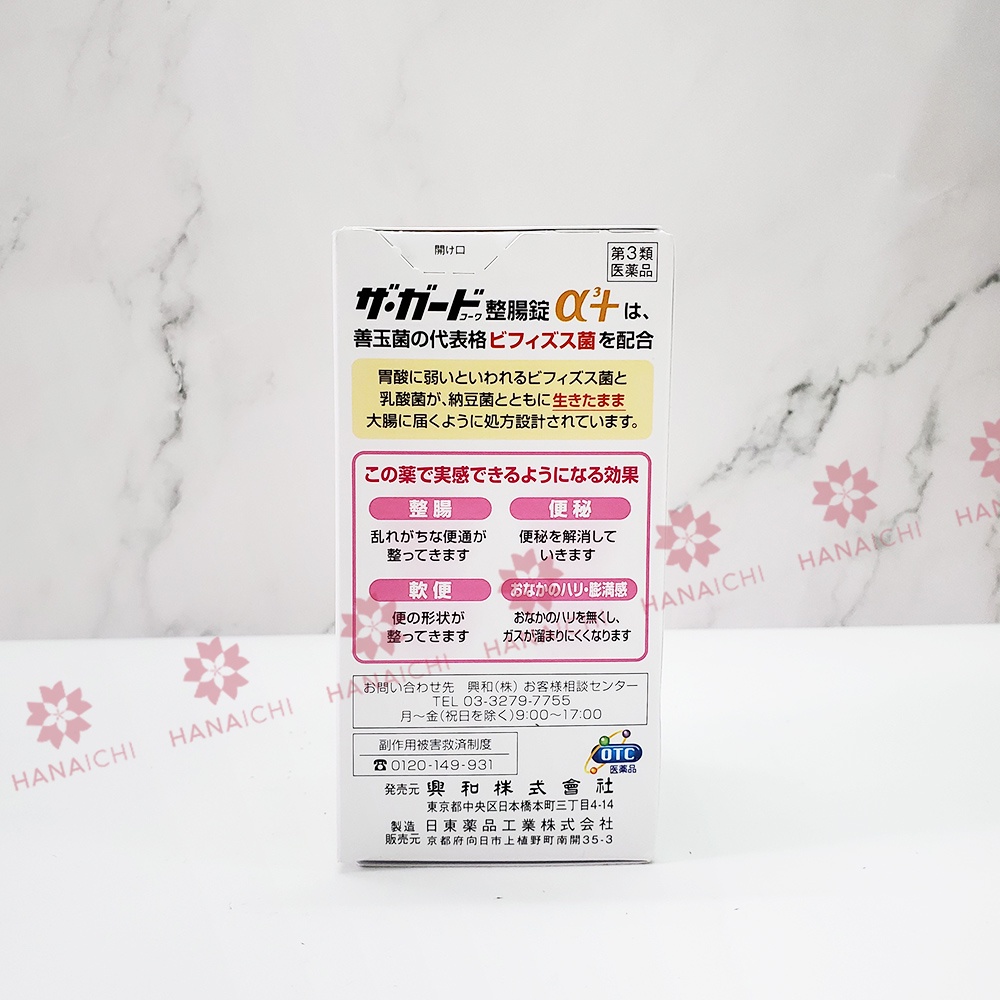 開け口
第3類
医薬品
ザ・ガード コーワ 整腸錠 α³+ は、
善玉菌の代表格 ビフィズス菌 を配合
胃酸に弱いといわれるビフィズス菌と
乳酸菌が、納豆菌とともに生きたまま
大腸に届くように処方設計されています。
この薬で実感できるようになる効果
整腸
乱れがちな便通が
整ってきます
便秘
便秘を解消して
いきます
軟便
便の形状が
整ってきます
おなかのハリ・膨満感
おなかのハリを無くし、
ガスが溜まりにくくなります
お問い合わせ先 興和(株) お客様相談センター
TEL 03-3279-7755
月〜金(祝日を除く)9:00〜17:00
副作用被害救済制度
☎0120-149-931
OTC
医薬品
発売元 興和株式會社
東京都中央区日本橋本町三丁目4-14
製造販売元 日東薬品工業株式会社
京都府向日市上植野町南開35-3
HANAICHI
HANAICHI
HANAICHI
HANAICHI
HANAICHI
HANAICHI
HANAICHI
HANA